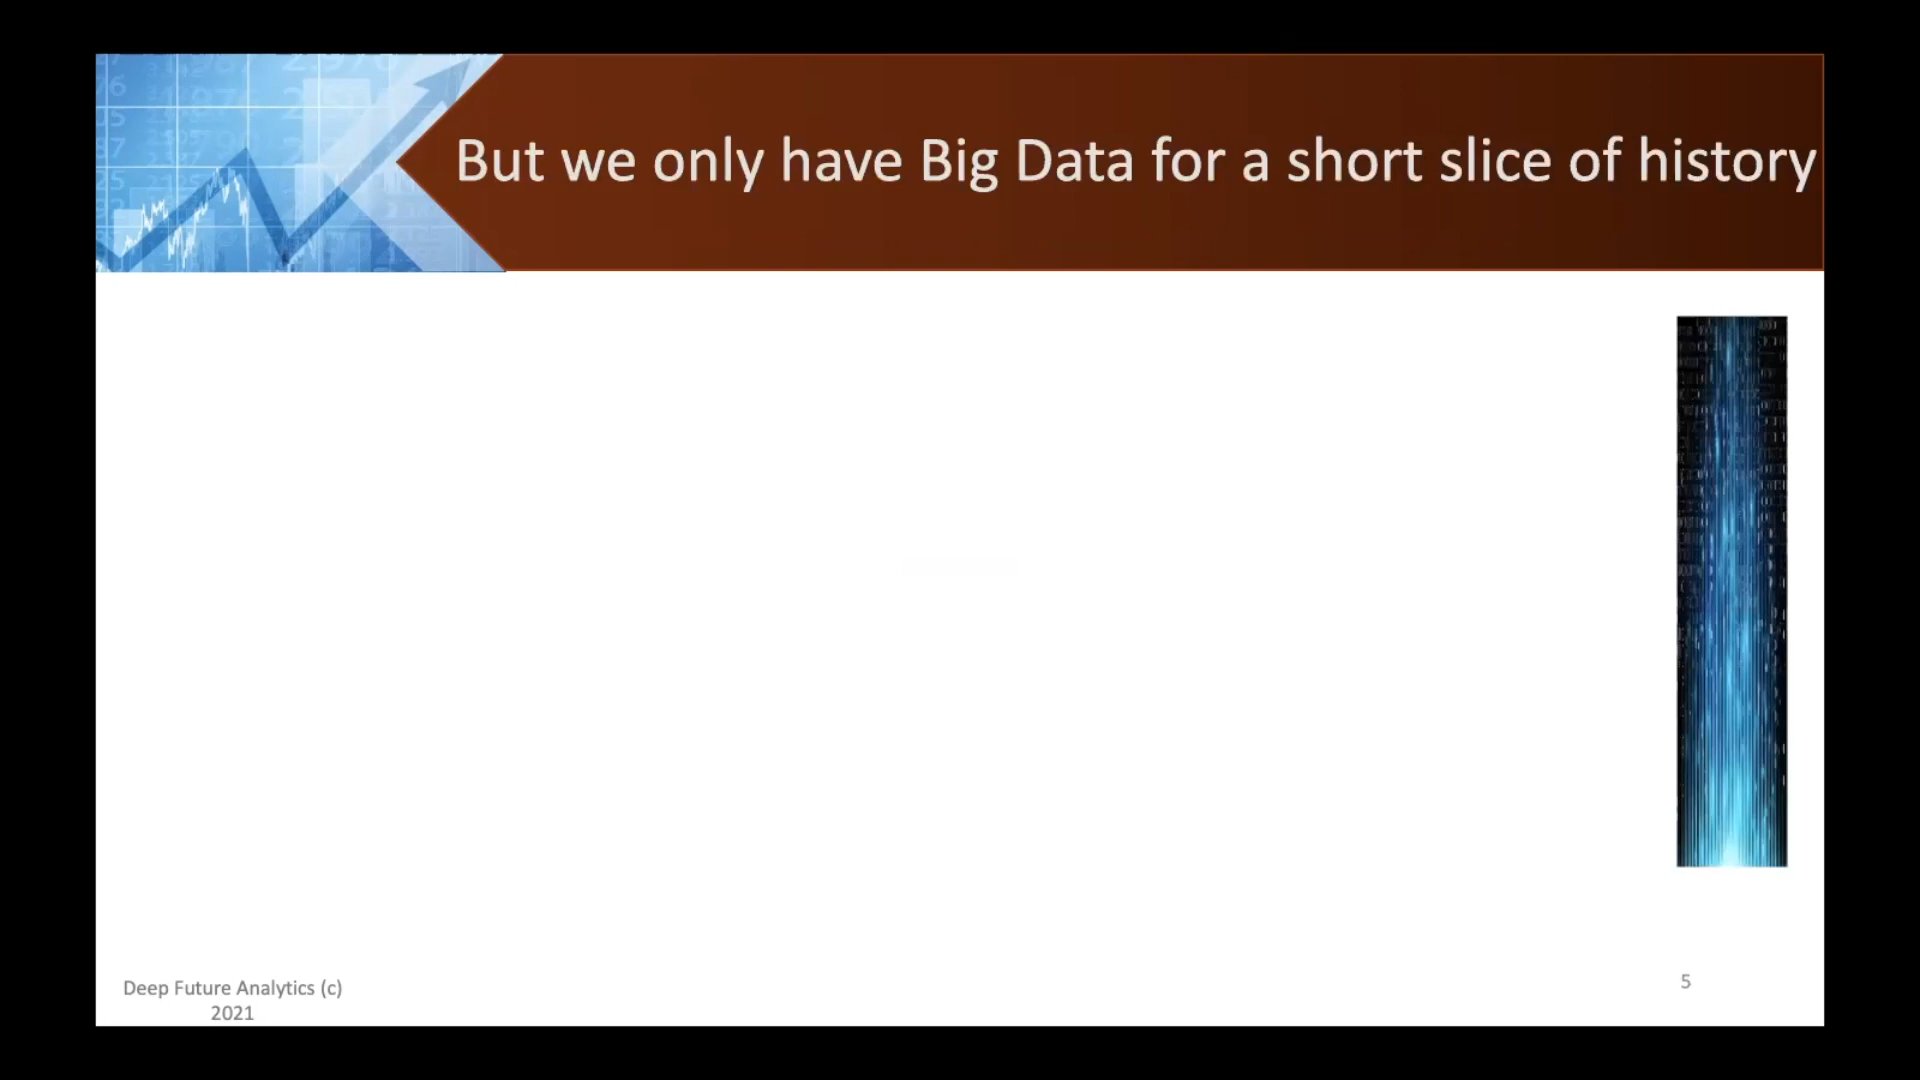 But we only have Big Data for a short slice of history
Deep Future Analytics (c)
2021
5